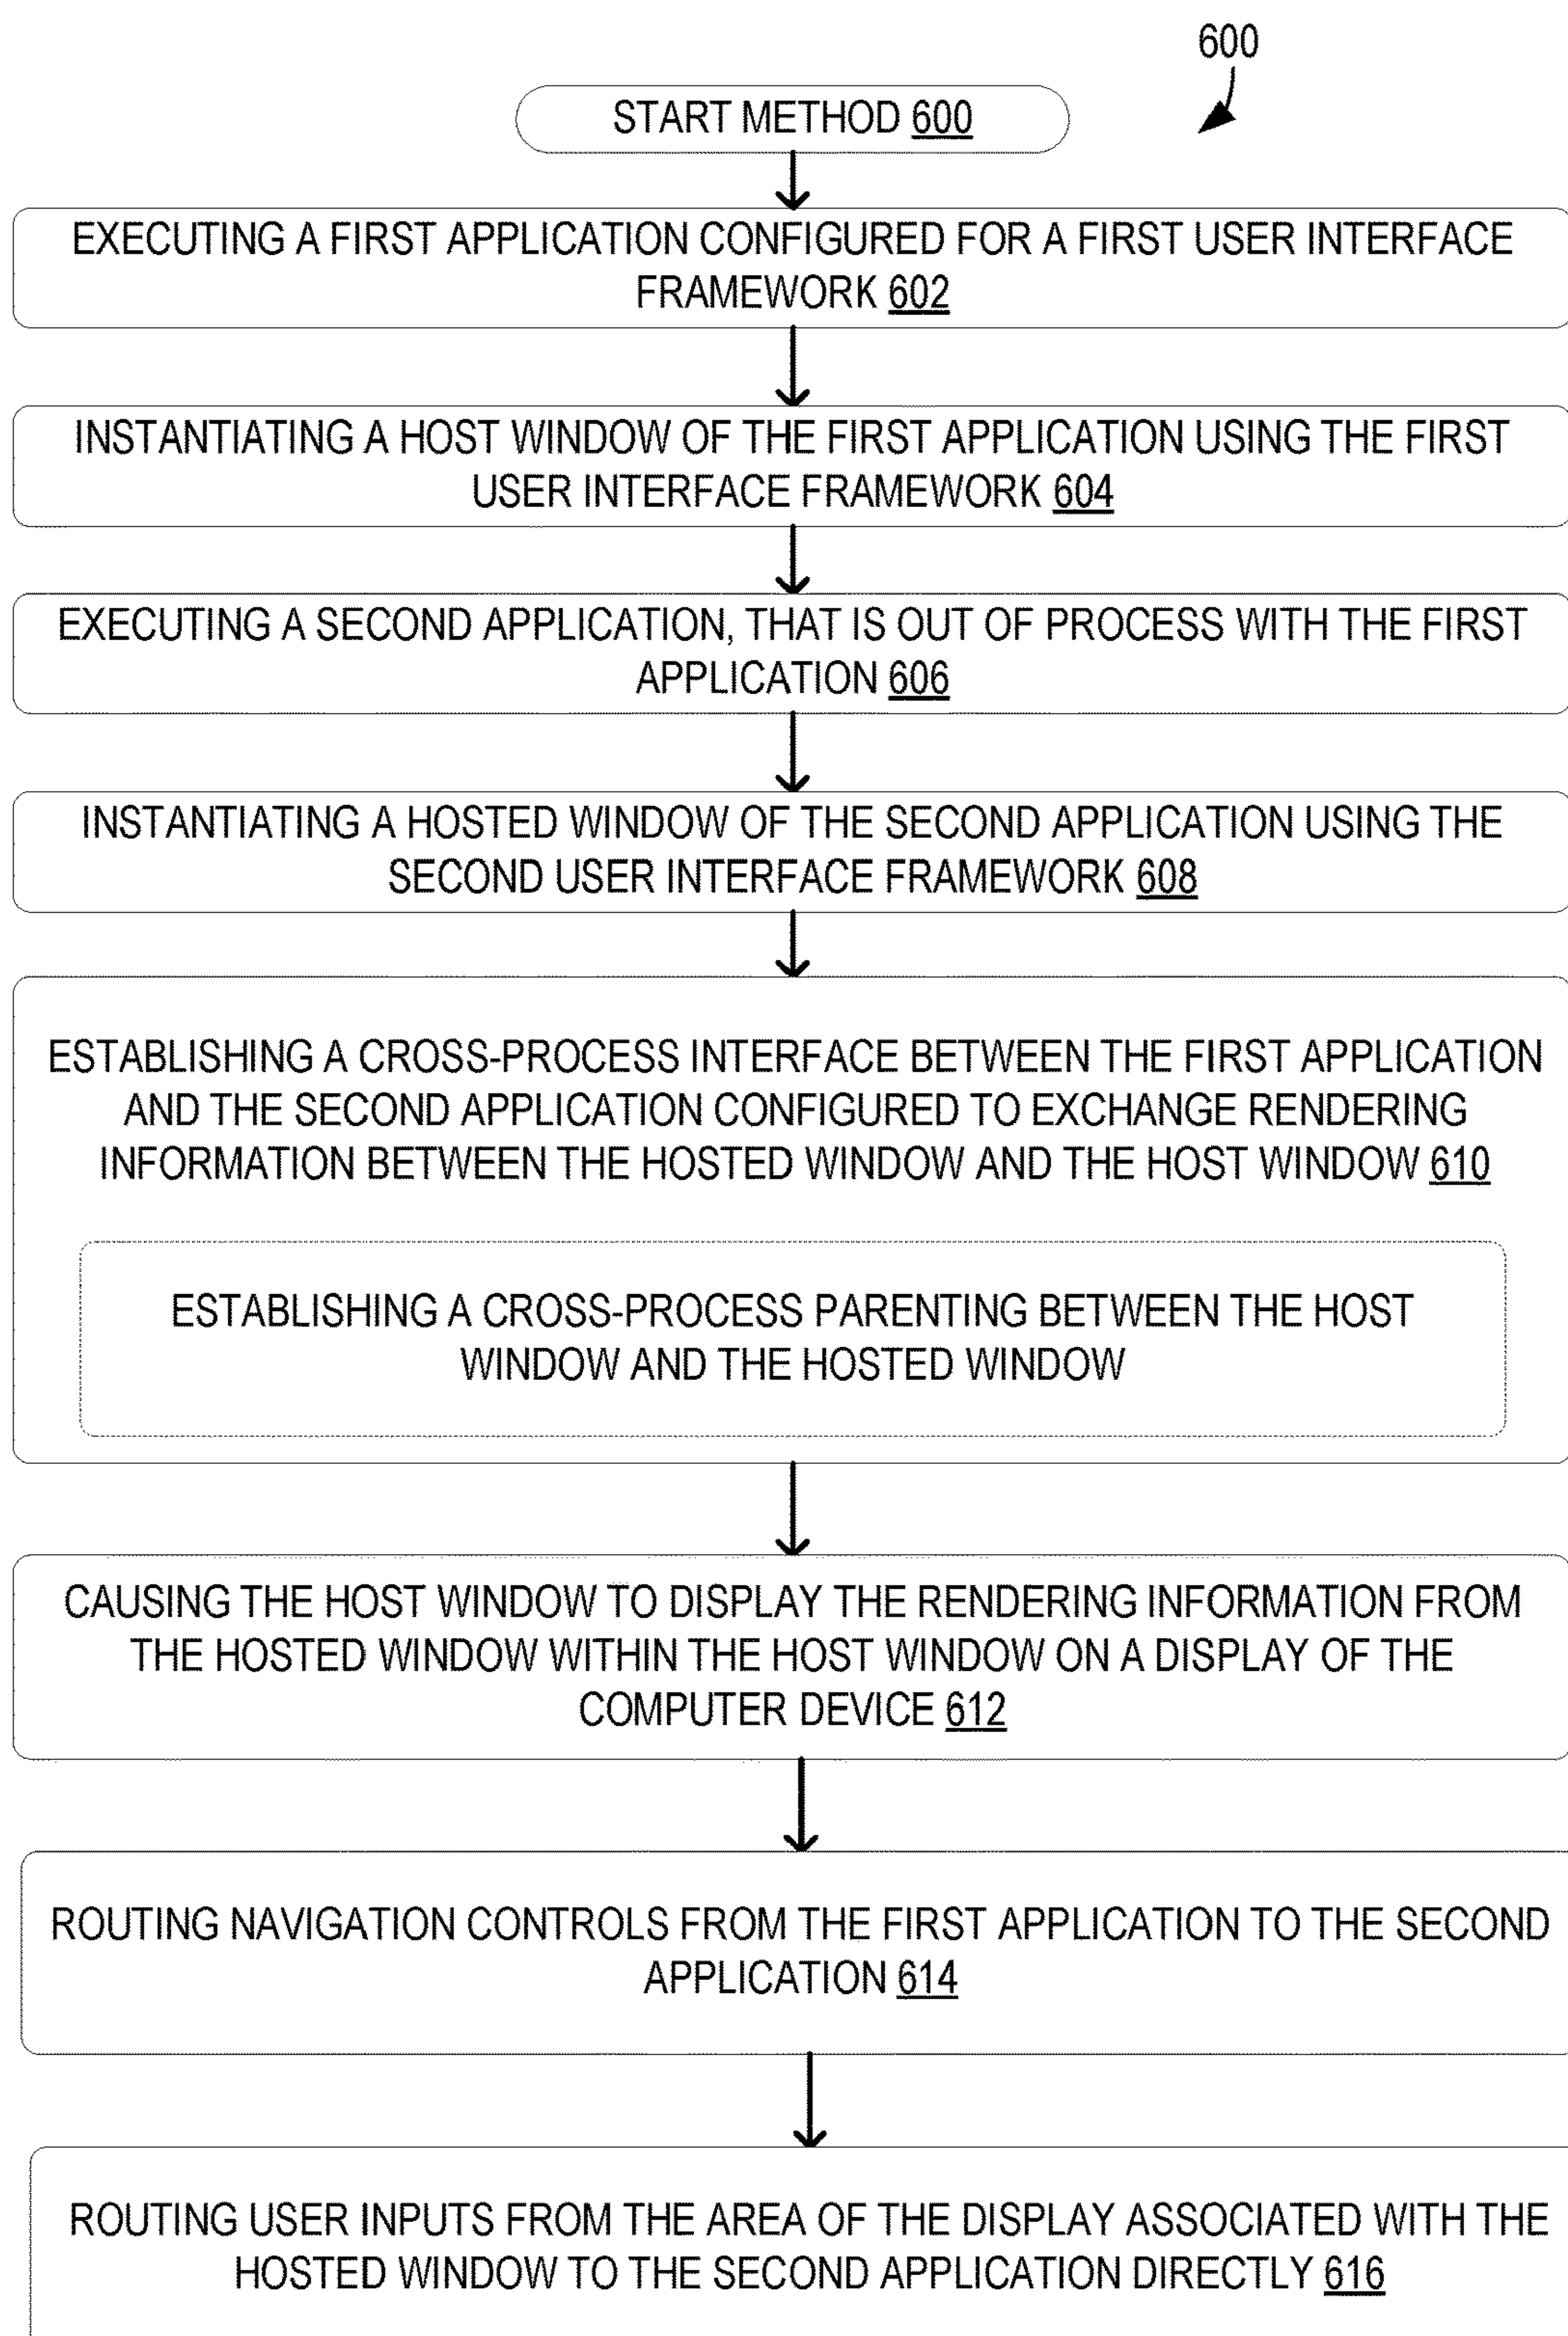 600
START METHOD 600
EXECUTING A FIRST APPLICATION CONFIGURED FOR A FIRST USER INTERFACE
FRAMEWORK 602
INSTANTIATING A HOST WINDOW OF THE FIRST APPLICATION USING THE FIRST
USER INTERFACE FRAMEWORK 604
EXECUTING A SECOND APPLICATION, THAT IS OUT OF PROCESS WITH THE FIRST
APPLICATION 606
INSTANTIATING A HOSTED WINDOW OF THE SECOND APPLICATION USING THE
SECOND USER INTERFACE FRAMEWORK 608
ESTABLISHING A CROSS-PROCESS INTERFACE BETWEEN THE FIRST APPLICATION
AND THE SECOND APPLICATION CONFIGURED TO EXCHANGE RENDERING
INFORMATION BETWEEN THE HOSTED WINDOW AND THE HOST WINDOW 610
ESTABLISHING A CROSS-PROCESS PARENTING BETWEEN THE HOST
WINDOW AND THE HOSTED WINDOW
CAUSING THE HOST WINDOW TO DISPLAY THE RENDERING INFORMATION FROM
THE HOSTED WINDOW WITHIN THE HOST WINDOW ON A DISPLAY OF THE
COMPUTER DEVICE 612
ROUTING NAVIGATION CONTROLS FROM THE FIRST APPLICATION TO THE SECOND
APPLICATION 614
ROUTING USER INPUTS FROM THE AREA OF THE DISPLAY ASSOCIATED WITH THE
HOSTED WINDOW TO THE SECOND APPLICATION DIRECTLY 616